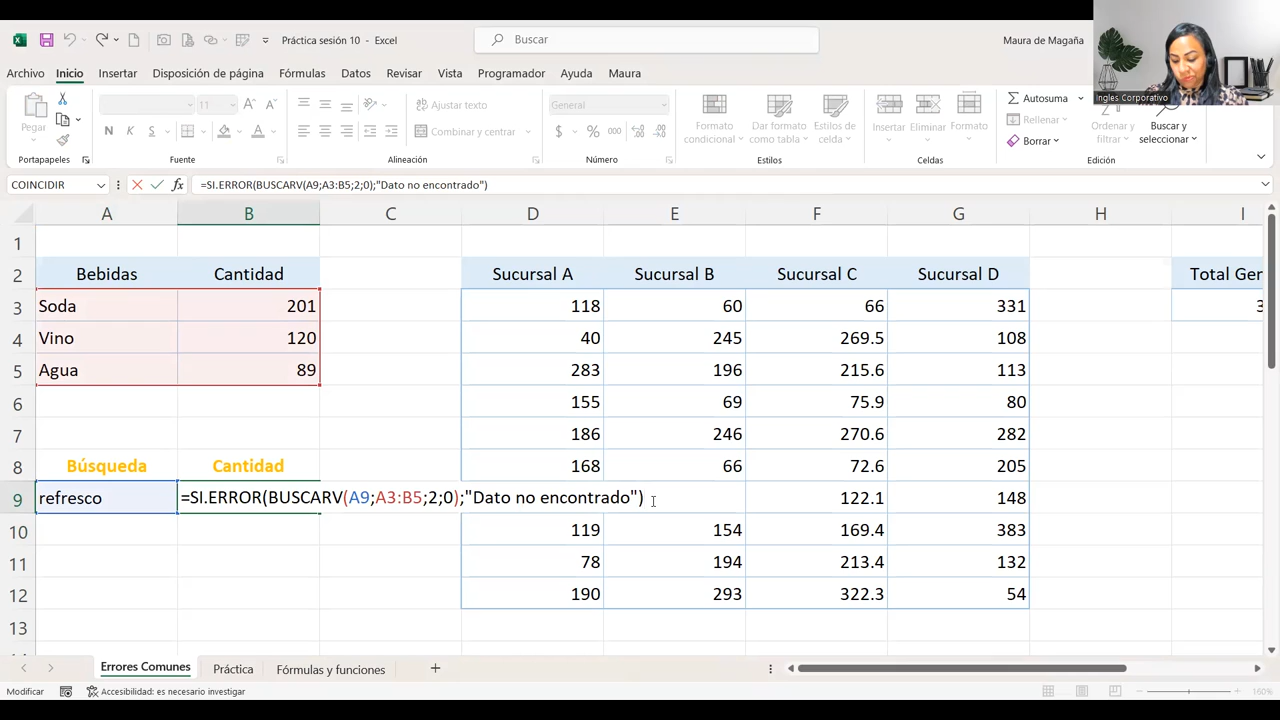 Práctica sesión 10 - Excel
Buscar
Maura de Magaña
Ingles Corporativo
Archivo Inicio Insertar Disposición de página Fórmulas Datos Revisar Vista Programador Ayuda Maura
Pegar
Portapapeles
11
N K S
Fuente
Ajustar texto
Combinar y centrar
Alineación
General
$ % 000
Número
Formato condicional
Dar formato como tabla
Estilos de celda
Estilos
Insertar Eliminar Formato
Celdas
Autosuma
Rellenar
Borrar
Ordenar y filtrar
Buscar y seleccionar
Edición
COINCIDIR
fx
=SI.ERROR(BUSCARV(A9;A3:B5;2;0);"Dato no encontrado")
A B C D E F G H I
1
2 Bebidas Cantidad Sucursal A Sucursal B Sucursal C Sucursal D Total Ger
3 Soda 201 118 60 66 331 3
4 Vino 120 40 245 269.5 108
5 Agua 89 283 196 215.6 113
6 155 69 75.9 80
7 186 246 270.6 282
8 Búsqueda Cantidad 168 66 72.6 205
9 refresco =SI.ERROR(BUSCARV(A9;A3:B5;2;0);"Dato no encontrado") 122.1 148
10 119 154 169.4 383
11 78 194 213.4 132
12 190 293 322.3 54
13
Errores Comunes Práctica Fórmulas y funciones
Modificar Accesibilidad: es necesario investigar 160%